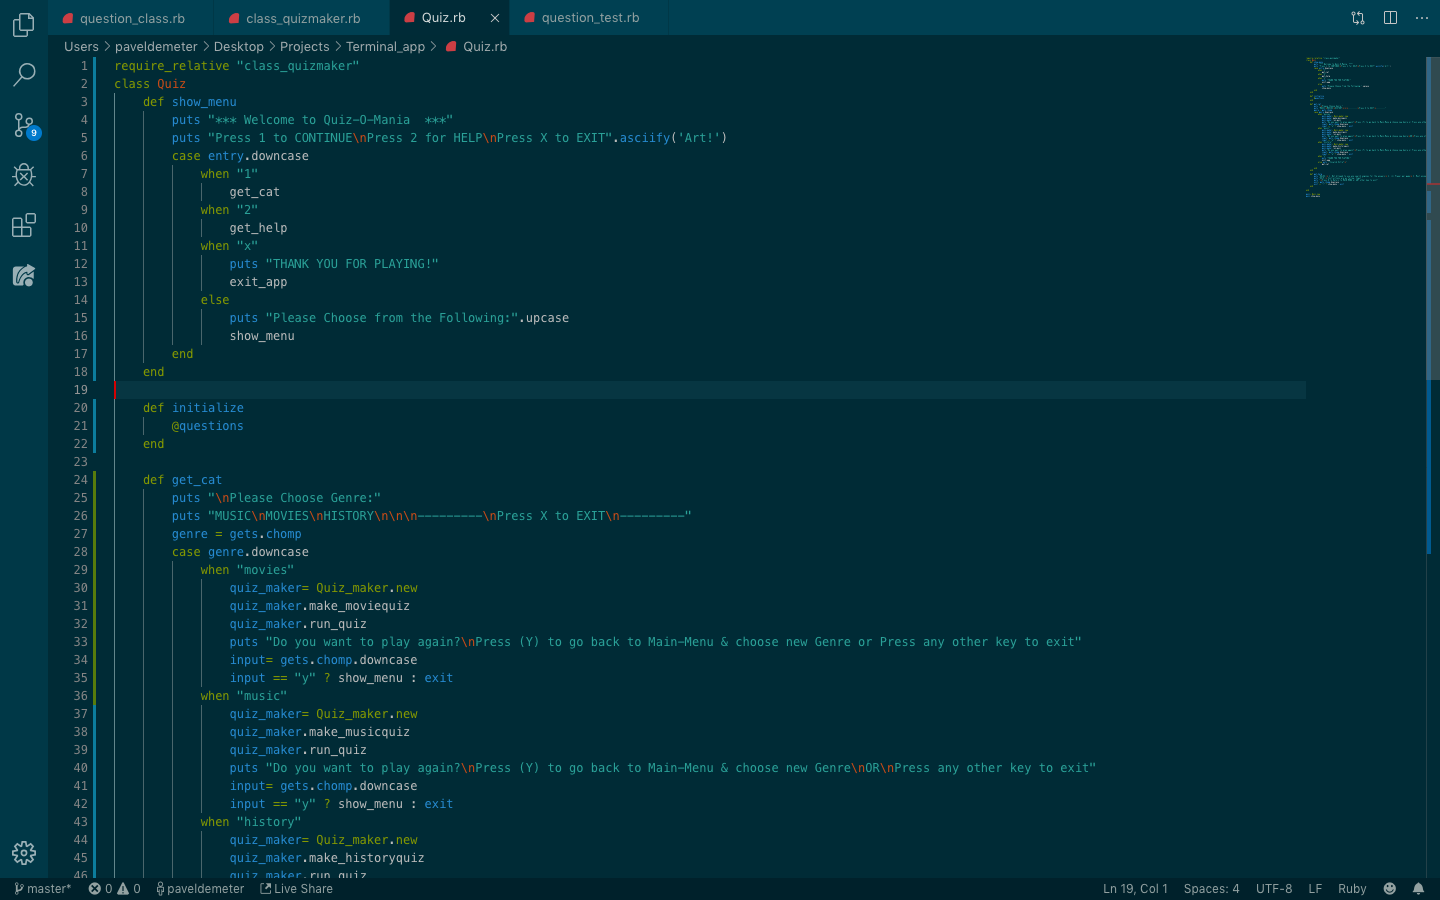 question_class.rb class_quizmaker.rb Quiz.rb question_test.rb
Users > paveldemeter > Desktop > Projects > Terminal_app > Quiz.rb
1 require_relative "class_quizmaker"
2 class Quiz
3 def show_menu
4 puts "*** Welcome to Quiz-O-Mania  ***"
5 puts "Press 1 to CONTINUE\nPress 2 for HELP\nPress X to EXIT".asciify('Art!')
6 case entry.downcase
7 when "1"
8 get_cat
9 when "2"
10 get_help
11 when "x"
12 puts "THANK YOU FOR PLAYING!"
13 exit_app
14 else
15 puts "Please Choose from the Following:".upcase
16 show_menu
17 end
18 end
19
20 def initialize
21 @questions
22 end
23
24 def get_cat
25 puts "\nPlease Choose Genre:"
26 puts "MUSIC\nMOVIES\nHISTORY\n\n\n---------\nPress X to EXIT\n---------"
27 genre = gets.chomp
28 case genre.downcase
29 when "movies"
30 quiz_maker= Quiz_maker.new
31 quiz_maker.make_moviequiz
32 quiz_maker.run_quiz
33 puts "Do you want to play again?\nPress (Y) to go back to Main-Menu & choose new Genre or Press any other key to exit"
34 input= gets.chomp.downcase
35 input == "y" ? show_menu : exit
36 when "music"
37 quiz_maker= Quiz_maker.new
38 quiz_maker.make_musicquiz
39 quiz_maker.run_quiz
40 puts "Do you want to play again?\nPress (Y) to go back to Main-Menu & choose new Genre\nOR\nPress any other key to exit"
41 input= gets.chomp.downcase
42 input == "y" ? show_menu : exit
43 when "history"
44 quiz_maker= Quiz_maker.new
45 quiz_maker.make_historyquiz
46 quiz_maker.run_quiz
9
master* 0 0 paveldemeter Live Share Ln 19, Col 1 Spaces: 4 UTF-8 LF Ruby